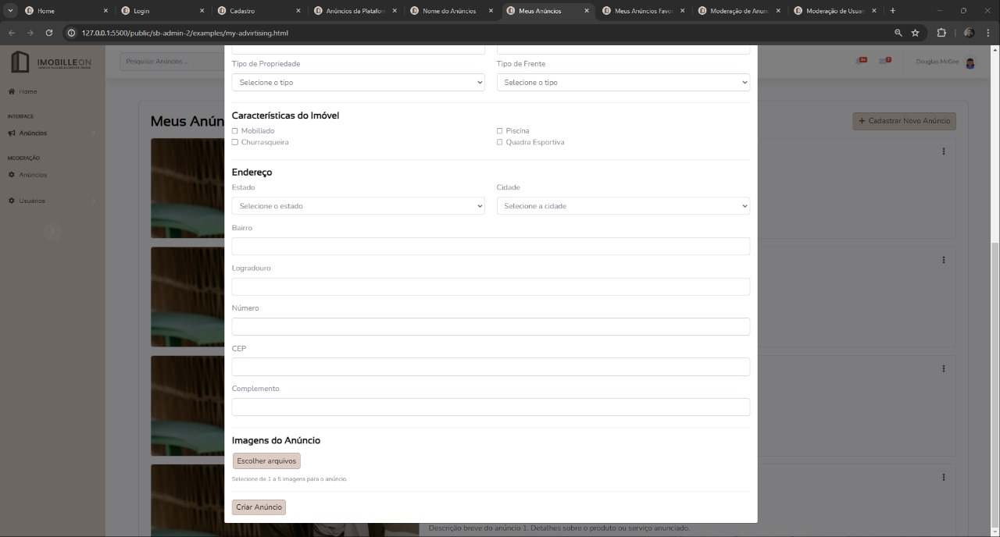 Home
Login
Cadastro
Anúncios da Platafor
Nome do Anúncios
Meus Anúncios
Meus Anúncios Favo
Moderação de Anun
Moderação de Usua
127.0.0.1:5500/public/sb-admin-2/examples/my-advirtising.html
IMOBILLEON
Pesquisar Anúncios ...
Douglas McGee
Home
INTERFACE
Anúncios
MODERAÇÃO
Anúncios
Usuários
Meus Anún
+ Cadastrar Novo Anúncio
Tipo de Propriedade
Tipo de Frente
Selecione o tipo
Selecione o tipo
Características do Imóvel
Mobiliado
Piscina
Churrasqueira
Quadra Esportiva
Endereço
Estado
Cidade
Selecione o estado
Selecione a cidade
Bairro
Logradouro
Número
CEP
Complemento
Imagens do Anúncio
Escolher arquivos
Selecione de 1 a 5 imagens para o anúncio.
Criar Anúncio
Descrição breve do anúncio 1. Detalhes sobre o produto ou serviço anunciado.